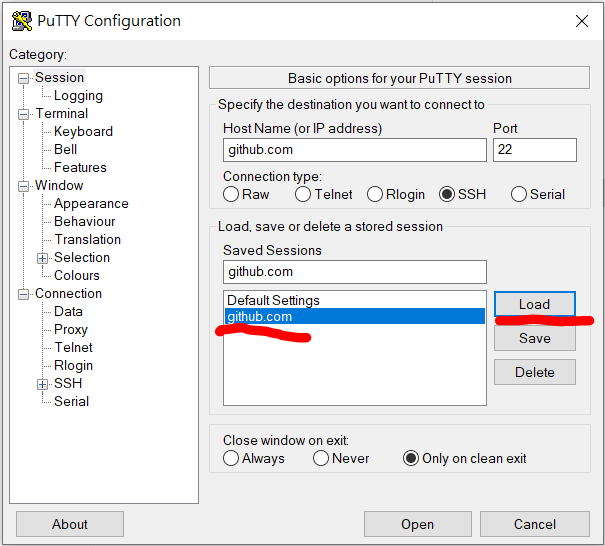 PuTTY Configuration
Category:
Session
Logging
Terminal
Keyboard
Bell
Features
Window
Appearance
Behaviour
Translation
Selection
Colours
Connection
Data
Proxy
Telnet
Rlogin
SSH
Serial
Basic options for your PuTTY session
Specify the destination you want to connect to
Host Name (or IP address) Port
github.com 22
Connection type:
Raw Telnet Rlogin SSH Serial
Load, save or delete a stored session
Saved Sessions
github.com
Default Settings
github.com
Load
Save
Delete
Close window on exit:
Always Never Only on clean exit
About Open Cancel